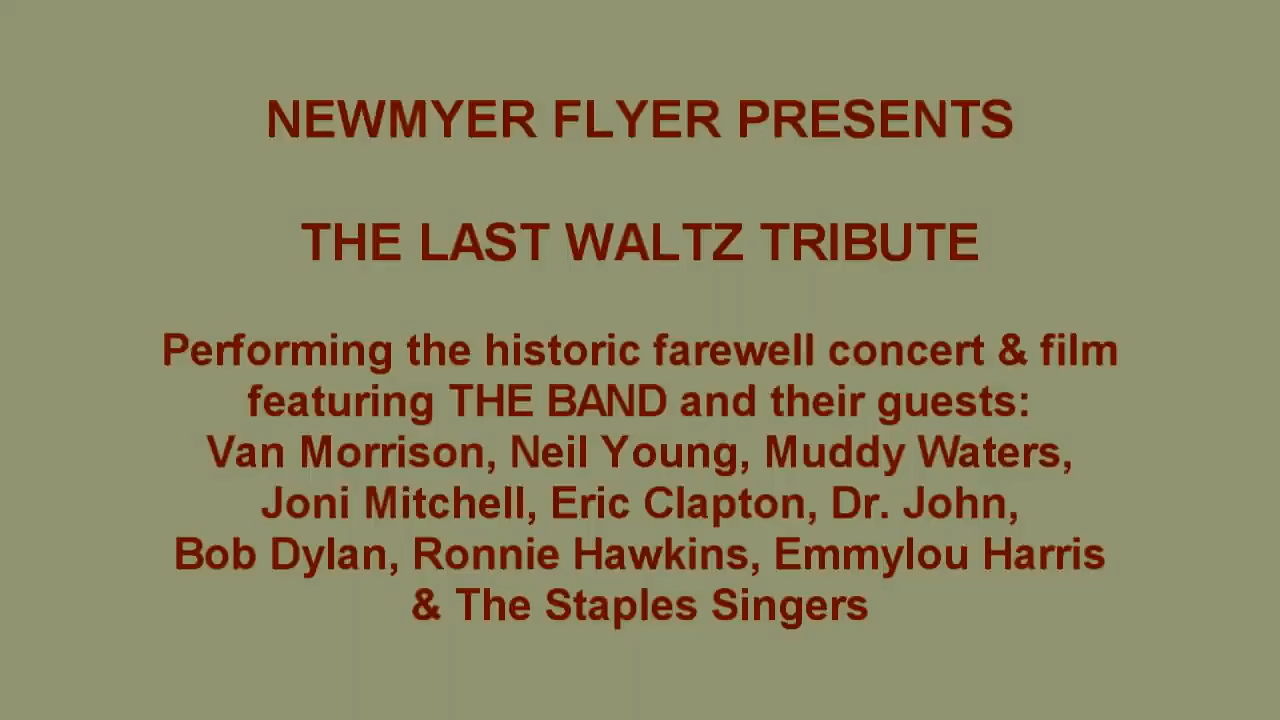 NEWMYER FLYER PRESENTS
THE LAST WALTZ TRIBUTE
Performing the historic farewell concert & film
featuring THE BAND and their guests:
Van Morrison, Neil Young, Muddy Waters,
Joni Mitchell, Eric Clapton, Dr. John,
Bob Dylan, Ronnie Hawkins, Emmylou Harris
& The Staples Singers